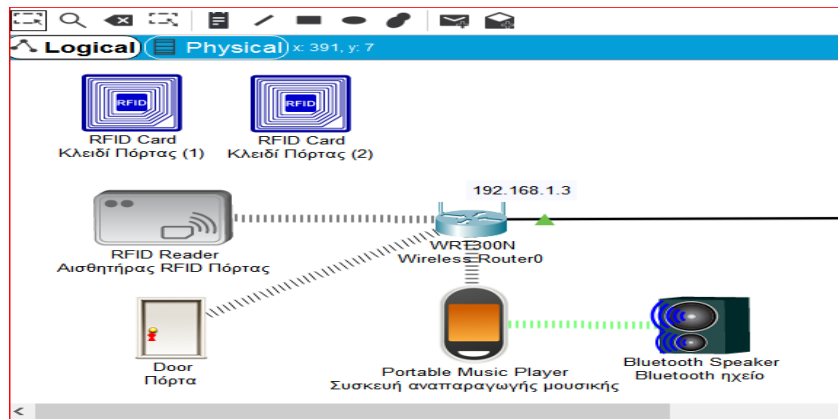 Logical
Physical
x: 391, y: 7
RFID
RFID
RFID Card
Κλειδί Πόρτας (1)
RFID Card
Κλειδί Πόρτας (2)
192.168.1.3
RFID Reader
Αισθητήρας RFID Πόρτας
WRT300N
Wireless Router0
Door
Πόρτα
Portable Music Player
Συσκευή αναπαραγωγής μουσικής
Bluetooth Speaker
Bluetooth ηχείο